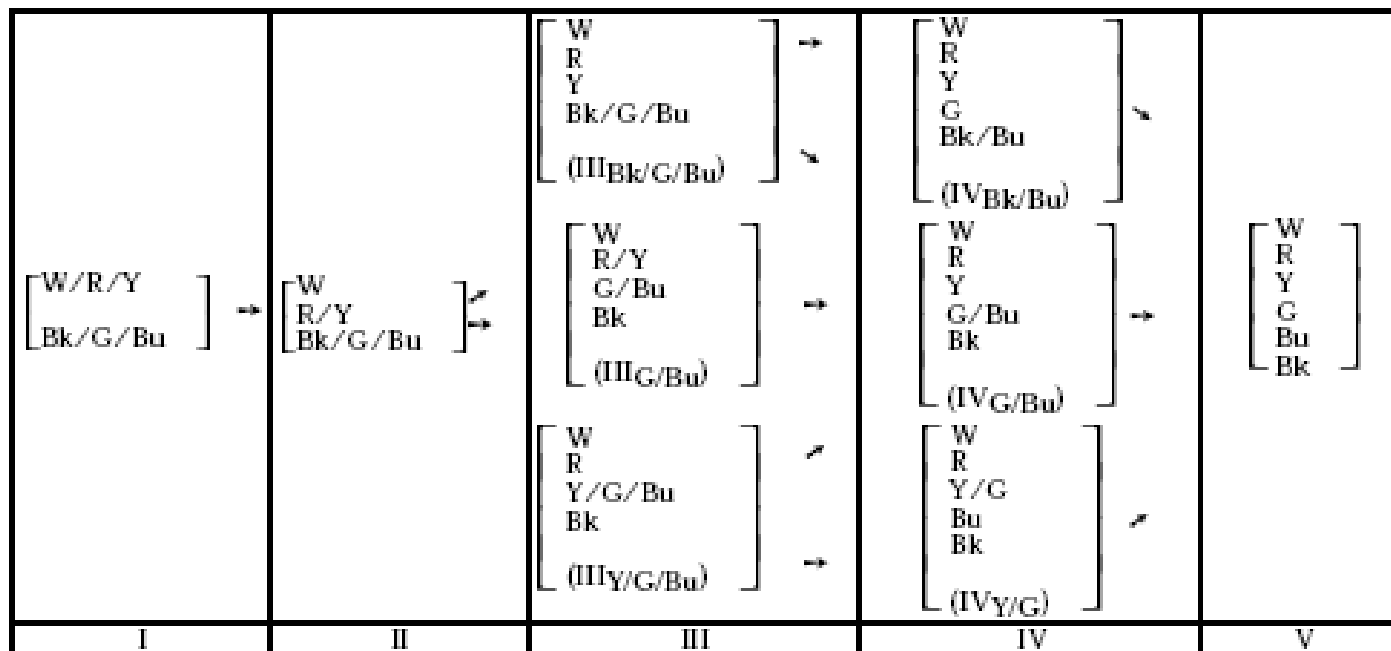 W/R/Y
Bk/G/Bu
W
R/Y
Bk/G/Bu
W
R
Y
Bk/G/Bu
(IIIBk/G/Bu)
W
R/Y
G/Bu
Bk
(IIIG/Bu)
W
R
Y/G/Bu
Bk
(IIIY/G/Bu)
W
R
Y
G
Bk/Bu
(IVBk/Bu)
W
R
Y
G/Bu
Bk
(IVG/Bu)
W
R
Y/G
Bu
Bk
(IVY/G)
W
R
Y
G
Bu
Bk
I II III IV V